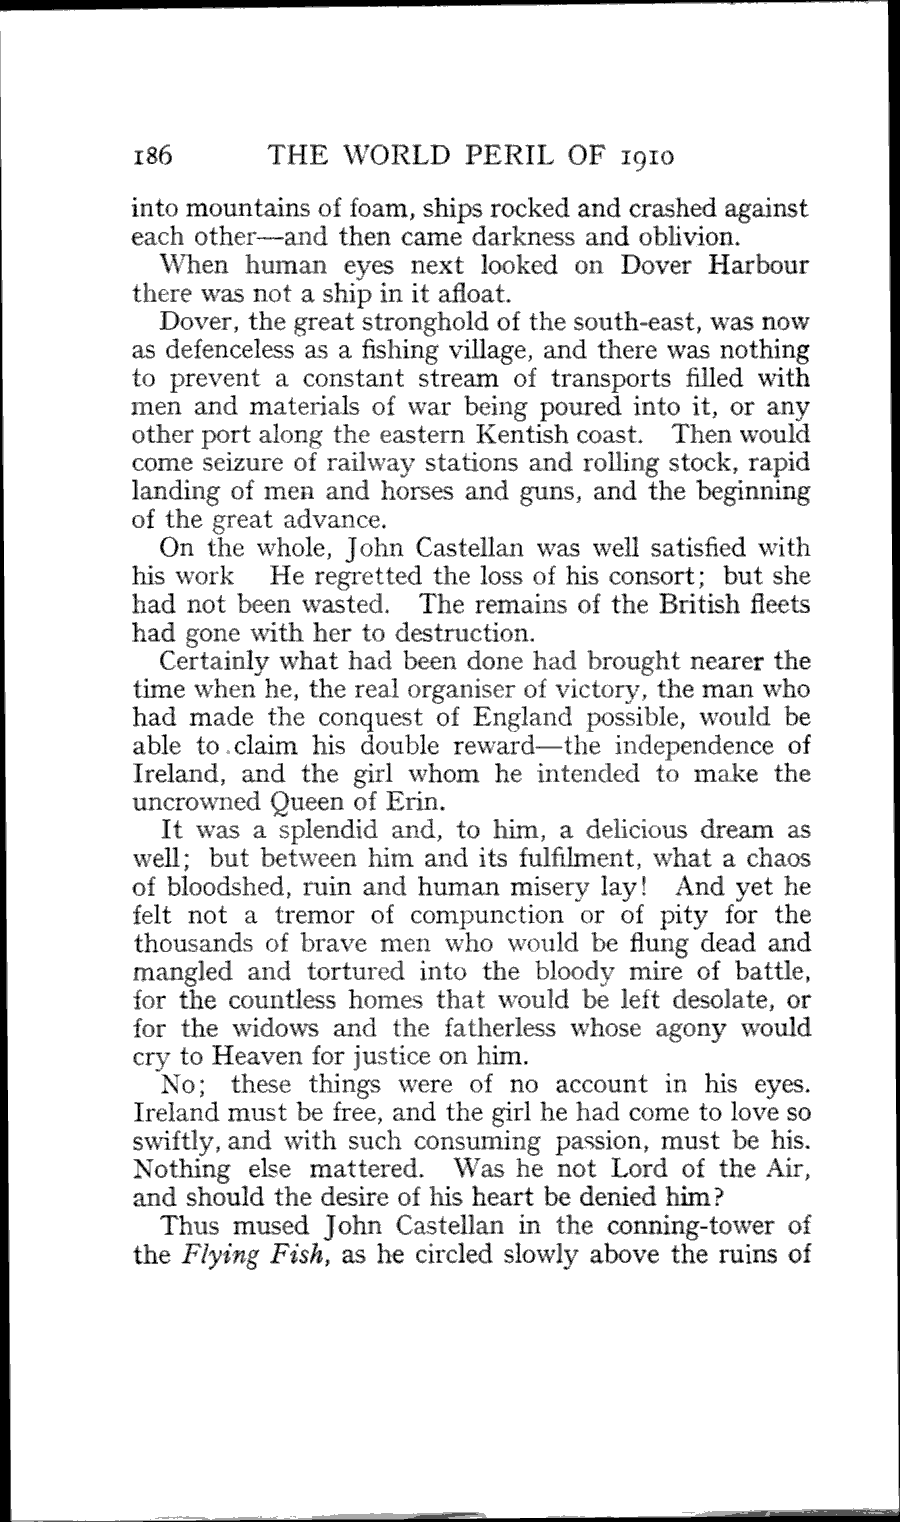 186 THE WORLD PERIL OF 1910
into mountains of foam, ships rocked and crashed against
each other—and then came darkness and oblivion.
When human eyes next looked on Dover Harbour
there was not a ship in it afloat.
Dover, the great stronghold of the south-east, was now
as defenceless as a fishing village, and there was nothing
to prevent a constant stream of transports filled with
men and materials of war being poured into it, or any
other port along the eastern Kentish coast. Then would
come seizure of railway stations and rolling stock, rapid
landing of men and horses and guns, and the beginning
of the great advance.
On the whole, John Castellan was well satisfied with
his work He regretted the loss of his consort; but she
had not been wasted. The remains of the British fleets
had gone with her to destruction.
Certainly what had been done had brought nearer the
time when he, the real organiser of victory, the man who
had made the conquest of England possible, would be
able to claim his double reward—the independence of
Ireland, and the girl whom he intended to make the
uncrowned Queen of Erin.
It was a splendid and, to him, a delicious dream as
well; but between him and its fulfilment, what a chaos
of bloodshed, ruin and human misery lay! And yet he
felt not a tremor of compunction or of pity for the
thousands of brave men who would be flung dead and
mangled and tortured into the bloody mire of battle,
for the countless homes that would be left desolate, or
for the widows and the fatherless whose agony would
cry to Heaven for justice on him.
No; these things were of no account in his eyes.
Ireland must be free, and the girl he had come to love so
swiftly, and with such consuming passion, must be his.
Nothing else mattered. Was he not Lord of the Air,
and should the desire of his heart be denied him?
Thus mused John Castellan in the conning-tower of
the Flying Fish, as he circled slowly above the ruins of